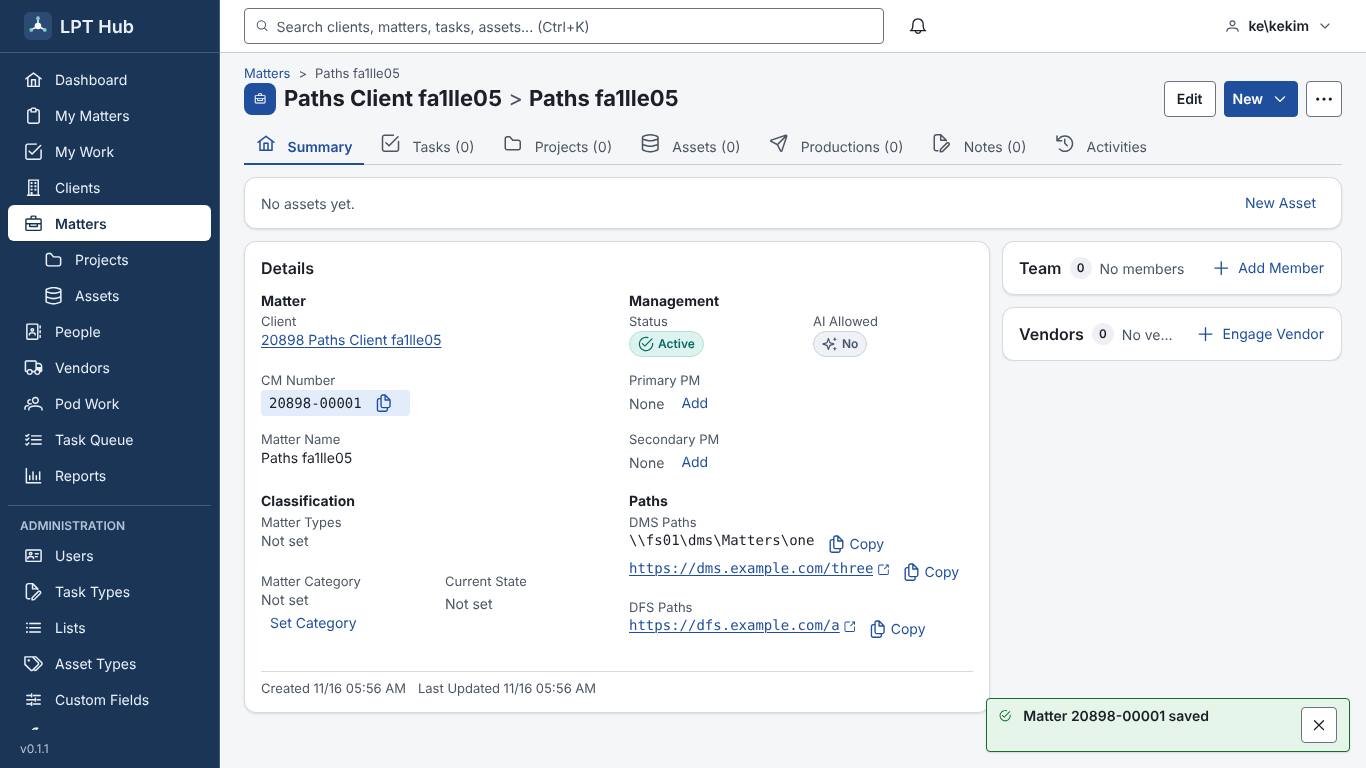 LPT Hub
Search clients, matters, tasks, assets... (Ctrl+K)
ke\kekim
Dashboard
My Matters
My Work
Clients
Matters
Projects
Assets
People
Vendors
Pod Work
Task Queue
Reports
ADMINISTRATION
Users
Task Types
Lists
Asset Types
Custom Fields
v0.1.1
Matters > Paths fa1lle05
Paths Client fa1lle05 > Paths fa1lle05
Edit
New
Summary
Tasks (0)
Projects (0)
Assets (0)
Productions (0)
Notes (0)
Activities
No assets yet.
New Asset
Details
Matter
Client
20898 Paths Client fa1lle05
CM Number
20898-00001
Matter Name
Paths fa1lle05
Classification
Matter Types
Not set
Matter Category
Not set
Set Category
Current State
Not set
Management
Status
Active
AI Allowed
No
Primary PM
None Add
Secondary PM
None Add
Paths
DMS Paths
\\fs01\dms\Matters\one Copy
https://dms.example.com/three Copy
DFS Paths
https://dfs.example.com/a Copy
Created 11/16 05:56 AM Last Updated 11/16 05:56 AM
Team 0 No members Add Member
Vendors 0 No ve... Engage Vendor
Matter 20898-00001 saved